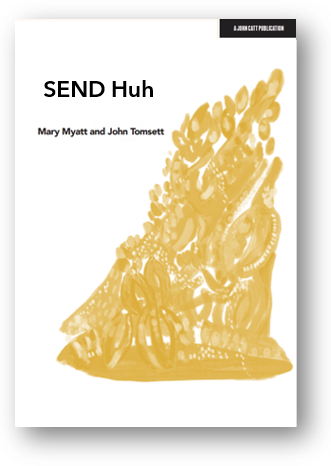 A JOHN CATT PUBLICATION
SEND Huh
Mary Myatt and John Tomsett